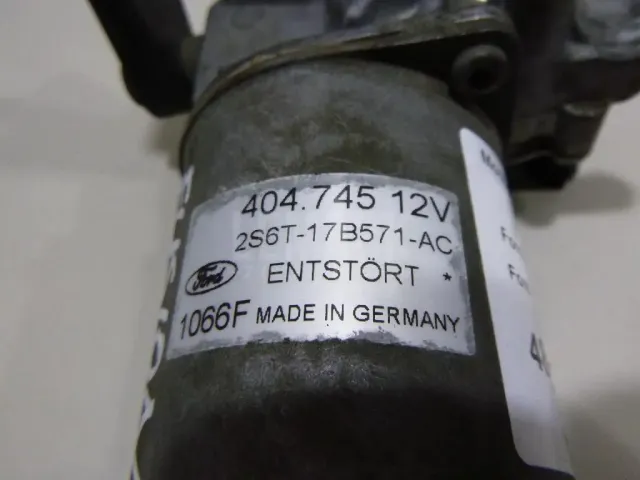 404.745 12V
2S6T-17B571-AC
Ford ENTSTÖRT *
1066F MADE IN GERMANY